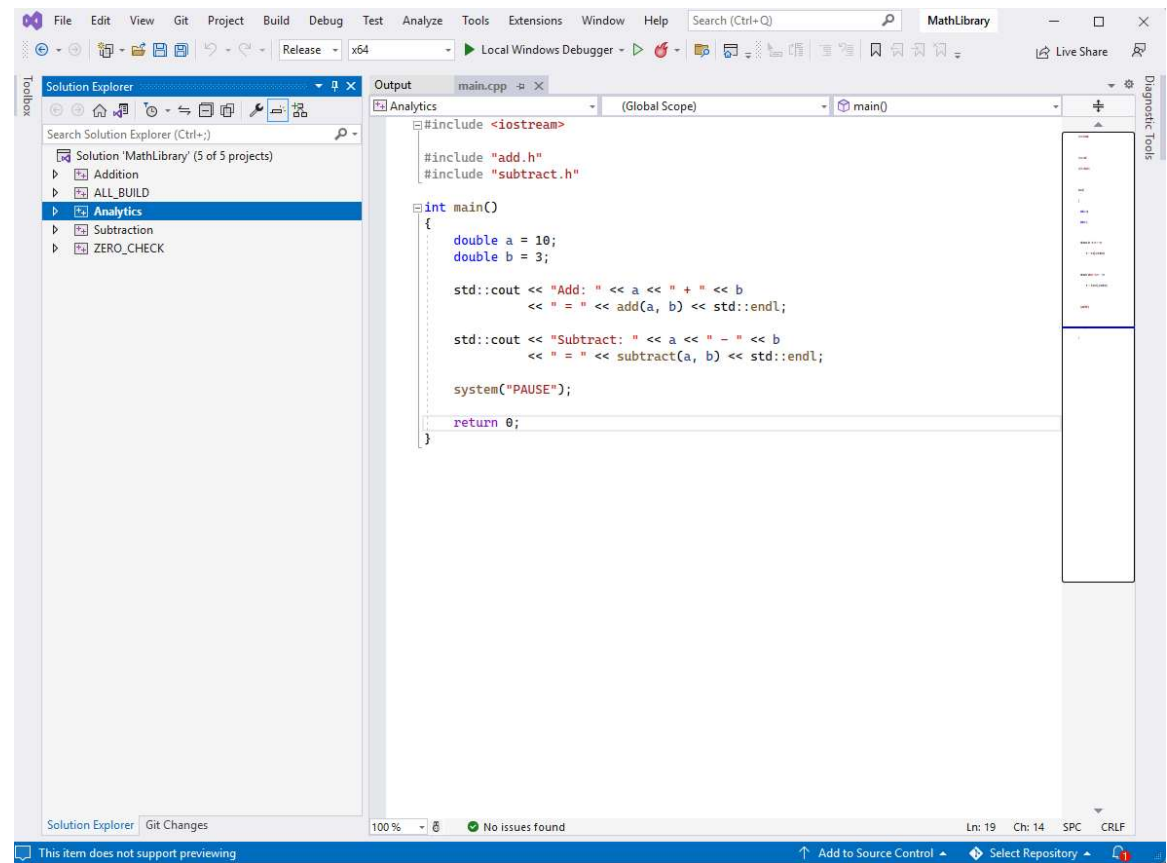 File Edit View Git Project Build Debug Test Analyze Tools Extensions Window Help Search (Ctrl+Q) MathLibrary
Release x64 Local Windows Debugger Live Share
Toolbox
Solution Explorer
Search Solution Explorer (Ctrl+;)
Solution 'MathLibrary' (5 of 5 projects)
Addition
ALL_BUILD
Analytics
Subtraction
ZERO_CHECK
Solution Explorer Git Changes
Output main.cpp
Analytics (Global Scope) main()
#include <iostream>
#include "add.h"
#include "subtract.h"
int main()
{
double a = 10;
double b = 3;
std::cout << "Add: " << a << " + " << b
<< " = " << add(a, b) << std::endl;
std::cout << "Subtract: " << a << " - " << b
<< " = " << subtract(a, b) << std::endl;
system("PAUSE");
return 0;
}
Diagnostic Tools
100 % No issues found Ln: 19 Ch: 14 SPC CRLF
This item does not support previewing Add to Source Control Select Repository 1